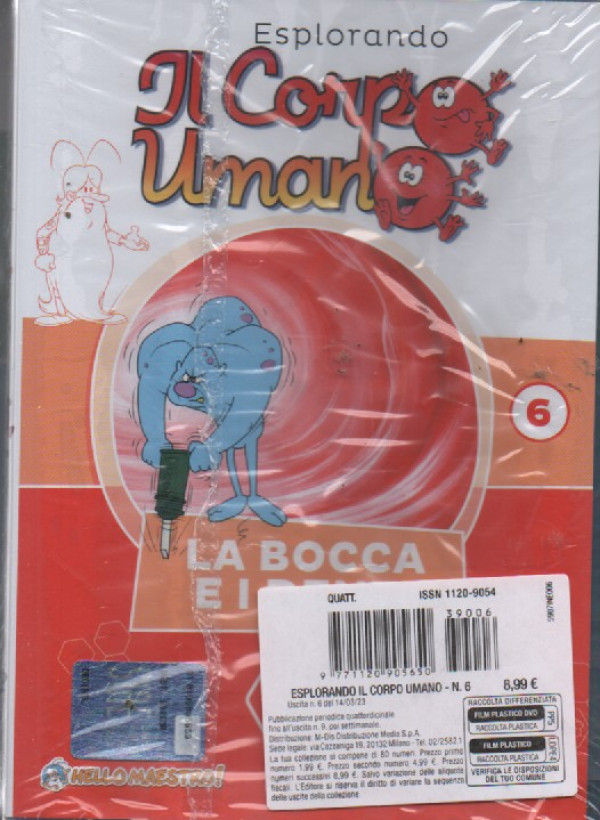 Esplorando
Il Corpo
Umano
6
LA BOCCA
E I
QUATT.
ISSN 1120-9054
39006
9 771120 905650
ESPLORANDO IL CORPO UMANO - N. 6
8,99 €
Uscita n. 6 del 14/03/23
Pubblicazione periodica quattordicinale
fino all'uscita n. 9, poi settimanale.
Distribuzione: M-Dis Distribuzione Media S.p.A.
Sede legale: via Cazzaniga 19, 20132 Milano - Tel. 02/2582.1
La tua collezione si compone di 60 numeri. Prezzo primo
numero 1,99 €. Prezzo secondo numero 4,99 €. Prezzo
numeri successivi 8,99 €. Salvo variazione delle aliquote
fiscali. L'Editore si riserva il diritto di variare la sequenza
delle uscite della collezione.
RACCOLTA DIFFERENZIATA
FILM PLASTICO DVD
RACCOLTA PLASTICA
PP5
FILM PLASTICO
RACCOLTA PLASTICA
LDPE4
VERIFICA LE DISPOSIZIONI
DEL TUO COMUNE
HELLO MAESTRO!